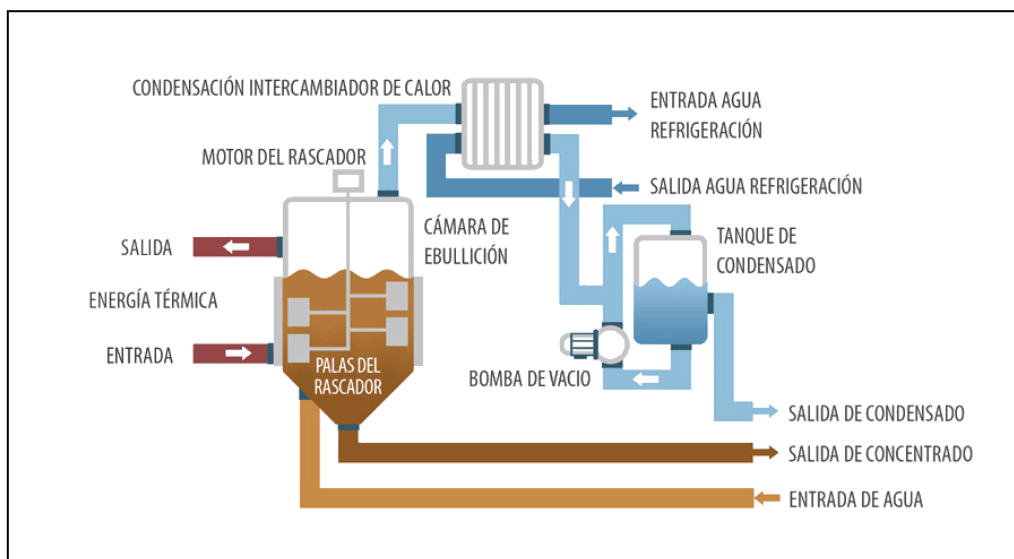 CONDENSACIÓN INTERCAMBIADOR DE CALOR
ENTRADA AGUA
REFRIGERACIÓN
MOTOR DEL RASCADOR
SALIDA AGUA REFRIGERACIÓN
CÁMARA DE
EBULLICIÓN
TANQUE DE
CONDENSADO
SALIDA
ENERGÍA TÉRMICA
ENTRADA
PALAS DEL
RASCADOR
BOMBA DE VACIO
SALIDA DE CONDENSADO
SALIDA DE CONCENTRADO
ENTRADA DE AGUA